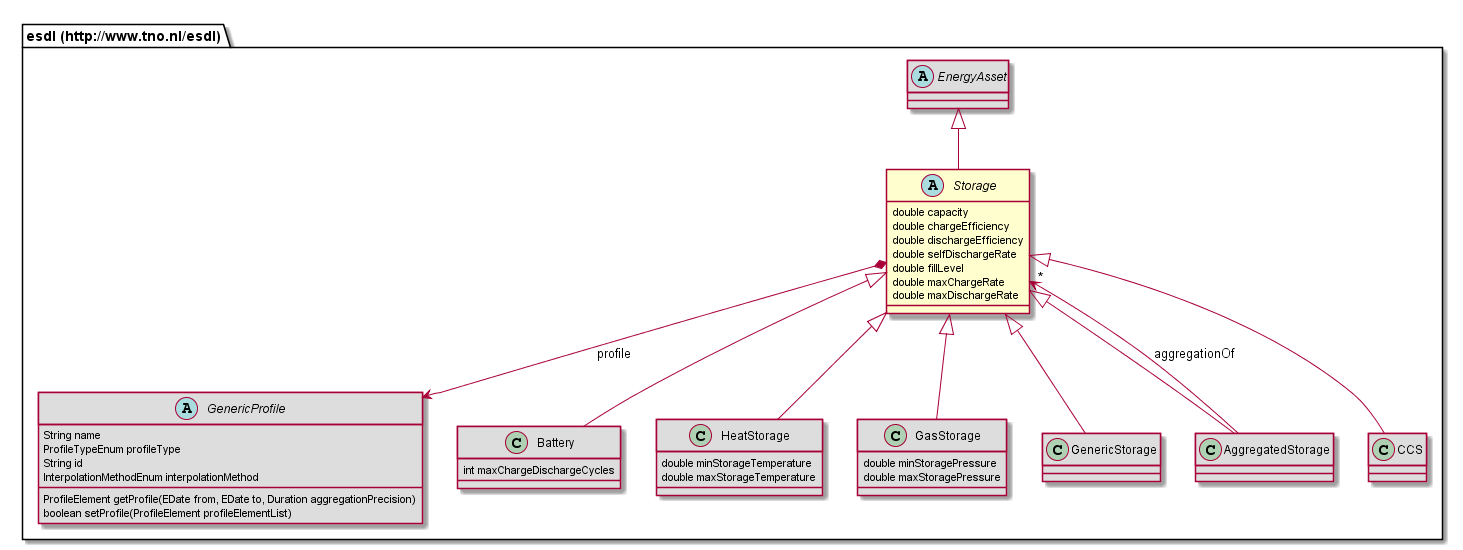 esdl (http://www.tno.nl/esdl)
A EnergyAsset
A Storage
double capacity
double chargeEfficiency
double dischargeEfficiency
double selfDischargeRate
double fillLevel
double maxChargeRate
double maxDischargeRate
*
profile
aggregationOf
A GenericProfile
String name
ProfileTypeEnum profileType
String id
InterpolationMethodEnum interpolationMethod
ProfileElement getProfile(EDate from, EDate to, Duration aggregationPrecision)
boolean setProfile(ProfileElement profileElementList)
C Battery
int maxChargeDischargeCycles
C HeatStorage
double minStorageTemperature
double maxStorageTemperature
C GasStorage
double minStoragePressure
double maxStoragePressure
C GenericStorage
C AggregatedStorage
C CCS